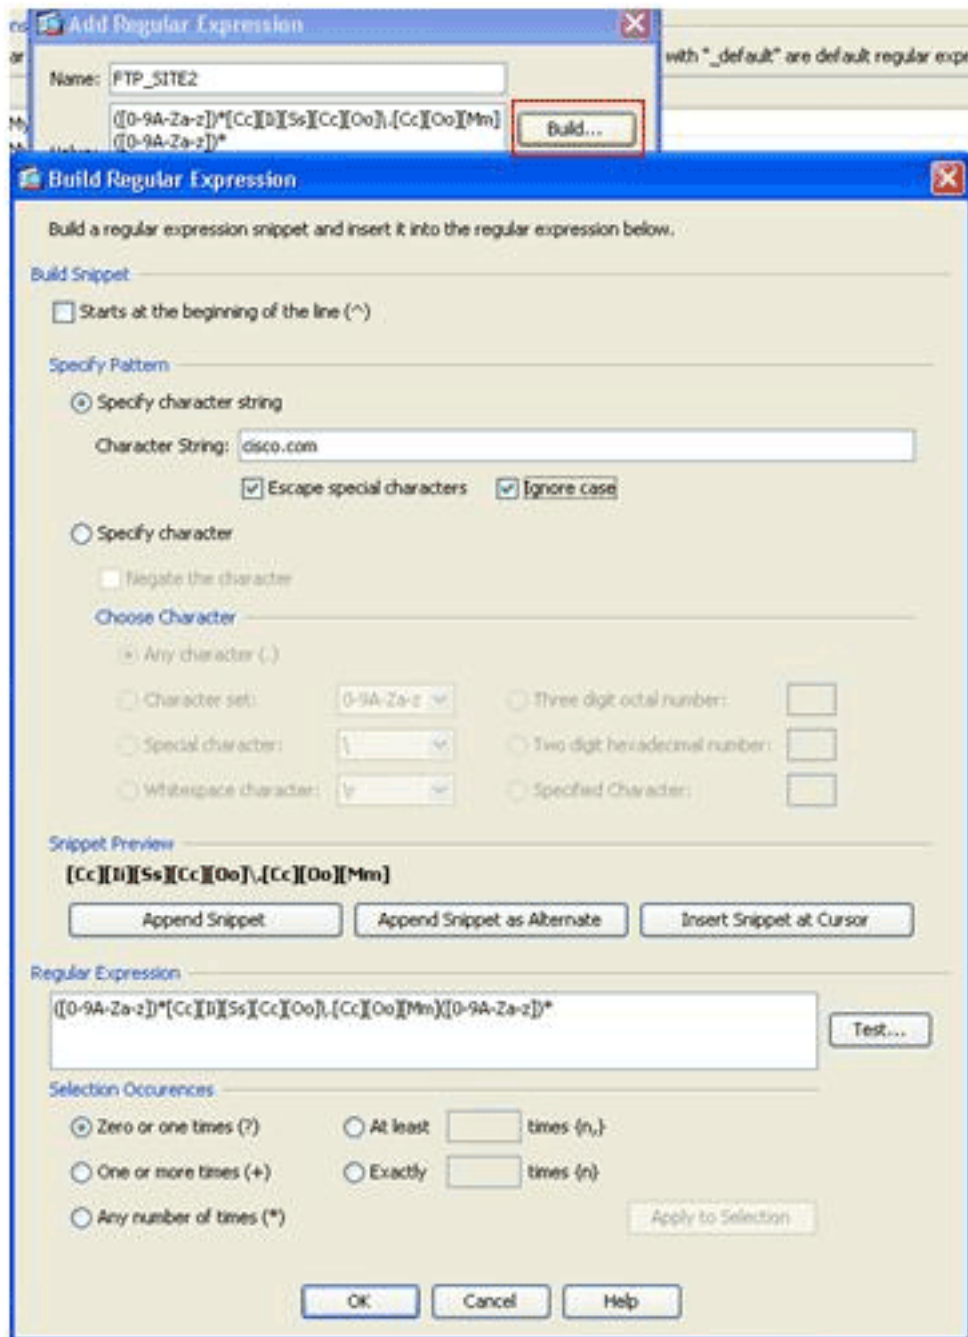 Add Regular Expression
with "_default" are default regular expre
Name: FTP_SITE2
([0-9A-Za-z])*[Cc][Ii][Ss][Cc][Oo]\.[Cc][Oo][Mm]
([0-9A-Za-z])*
Build...
Build Regular Expression
Build a regular expression snippet and insert it into the regular expression below.
Build Snippet
Starts at the beginning of the line (^)
Specify Pattern
Specify character string
Character String: cisco.com
Escape special characters Ignore case
Specify character
Negate the character
Choose Character
Any character (.)
Character set: 0-9A-Za-z Three digit octal number:
Special character: \ Two digit hexadecimal number:
Whitespace character: \r Specified Character:
Snippet Preview
[Cc][Ii][Ss][Cc][Oo]\.[Cc][Oo][Mm]
Append Snippet Append Snippet as Alternate Insert Snippet at Cursor
Regular Expression
([0-9A-Za-z])*[Cc][Ii][Ss][Cc][Oo]\.[Cc][Oo][Mm]([0-9A-Za-z])*
Test...
Selection Occurences
Zero or one times (?) At least times {n,}
One or more times (+) Exactly times {n}
Any number of times (*) Apply to Selection
OK Cancel Help